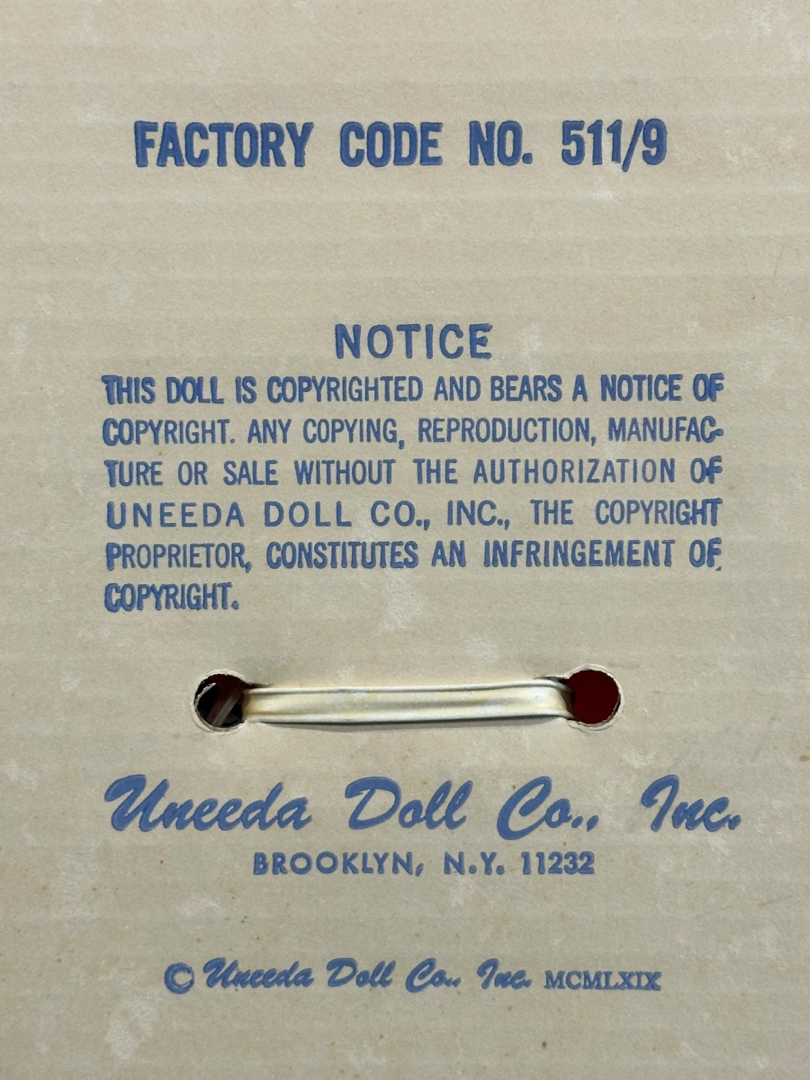 FACTORY CODE NO. 511/9
NOTICE
THIS DOLL IS COPYRIGHTED AND BEARS A NOTICE OF
COPYRIGHT. ANY COPYING, REPRODUCTION, MANUFAC-
TURE OR SALE WITHOUT THE AUTHORIZATION OF
UNEEDA DOLL CO., INC., THE COPYRIGHT
PROPRIETOR, CONSTITUTES AN INFRINGEMENT OF
COPYRIGHT.
Uneeda Doll Co., Inc.
BROOKLYN, N.Y. 11232
© Uneeda Doll Co., Inc. MCMLXIX